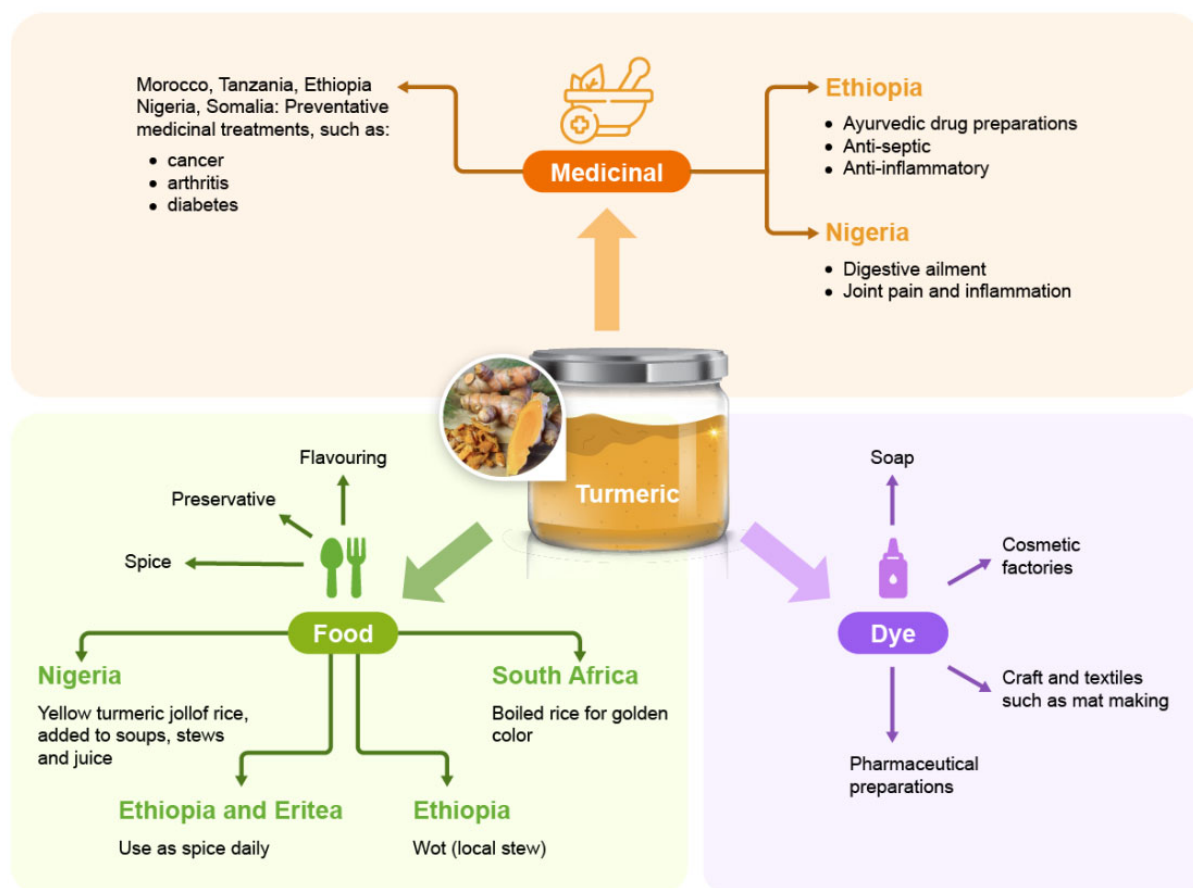 Morocco, Tanzania, Ethiopia
Nigeria, Somalia: Preventative
medicinal treatments, such as:
• cancer
• arthritis
• diabetes
Medicinal
Ethiopia
• Ayurvedic drug preparations
• Anti-septic
• Anti-inflammatory
Nigeria
• Digestive ailment
• Joint pain and inflammation
Turmeric
Flavouring
Preservative
Spice
Food
Nigeria
Yellow turmeric jollof rice,
added to soups, stews
and juice
South Africa
Boiled rice for golden
color
Ethiopia and Eritea
Use as spice daily
Ethiopia
Wot (local stew)
Soap
Cosmetic
factories
Dye
Craft and textiles
such as mat making
Pharmaceutical
preparations